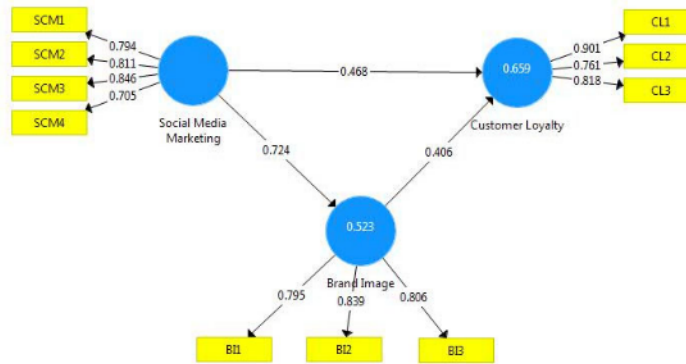 SCM1
SCM2
SCM3
SCM4
0.794
0.811
0.846
0.705
Social Media
Marketing
0.468
0.724
0.406
0.659
Customer Loyalty
0.901
0.761
0.818
CL1
CL2
CL3
0.523
Brand Image
0.795
0.839
0.806
BI1
BI2
BI3